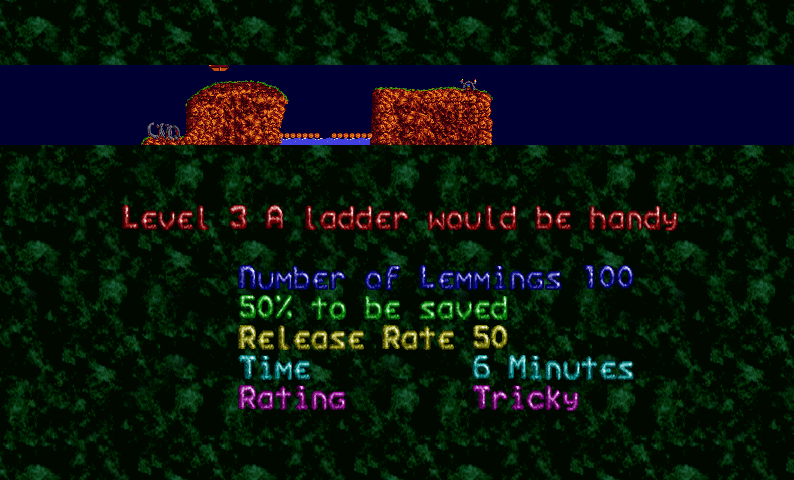 Level 3 A ladder would be handy
Number of Lemmings 100
50% to be saved
Release Rate 50
Time 6 Minutes
Rating Tricky